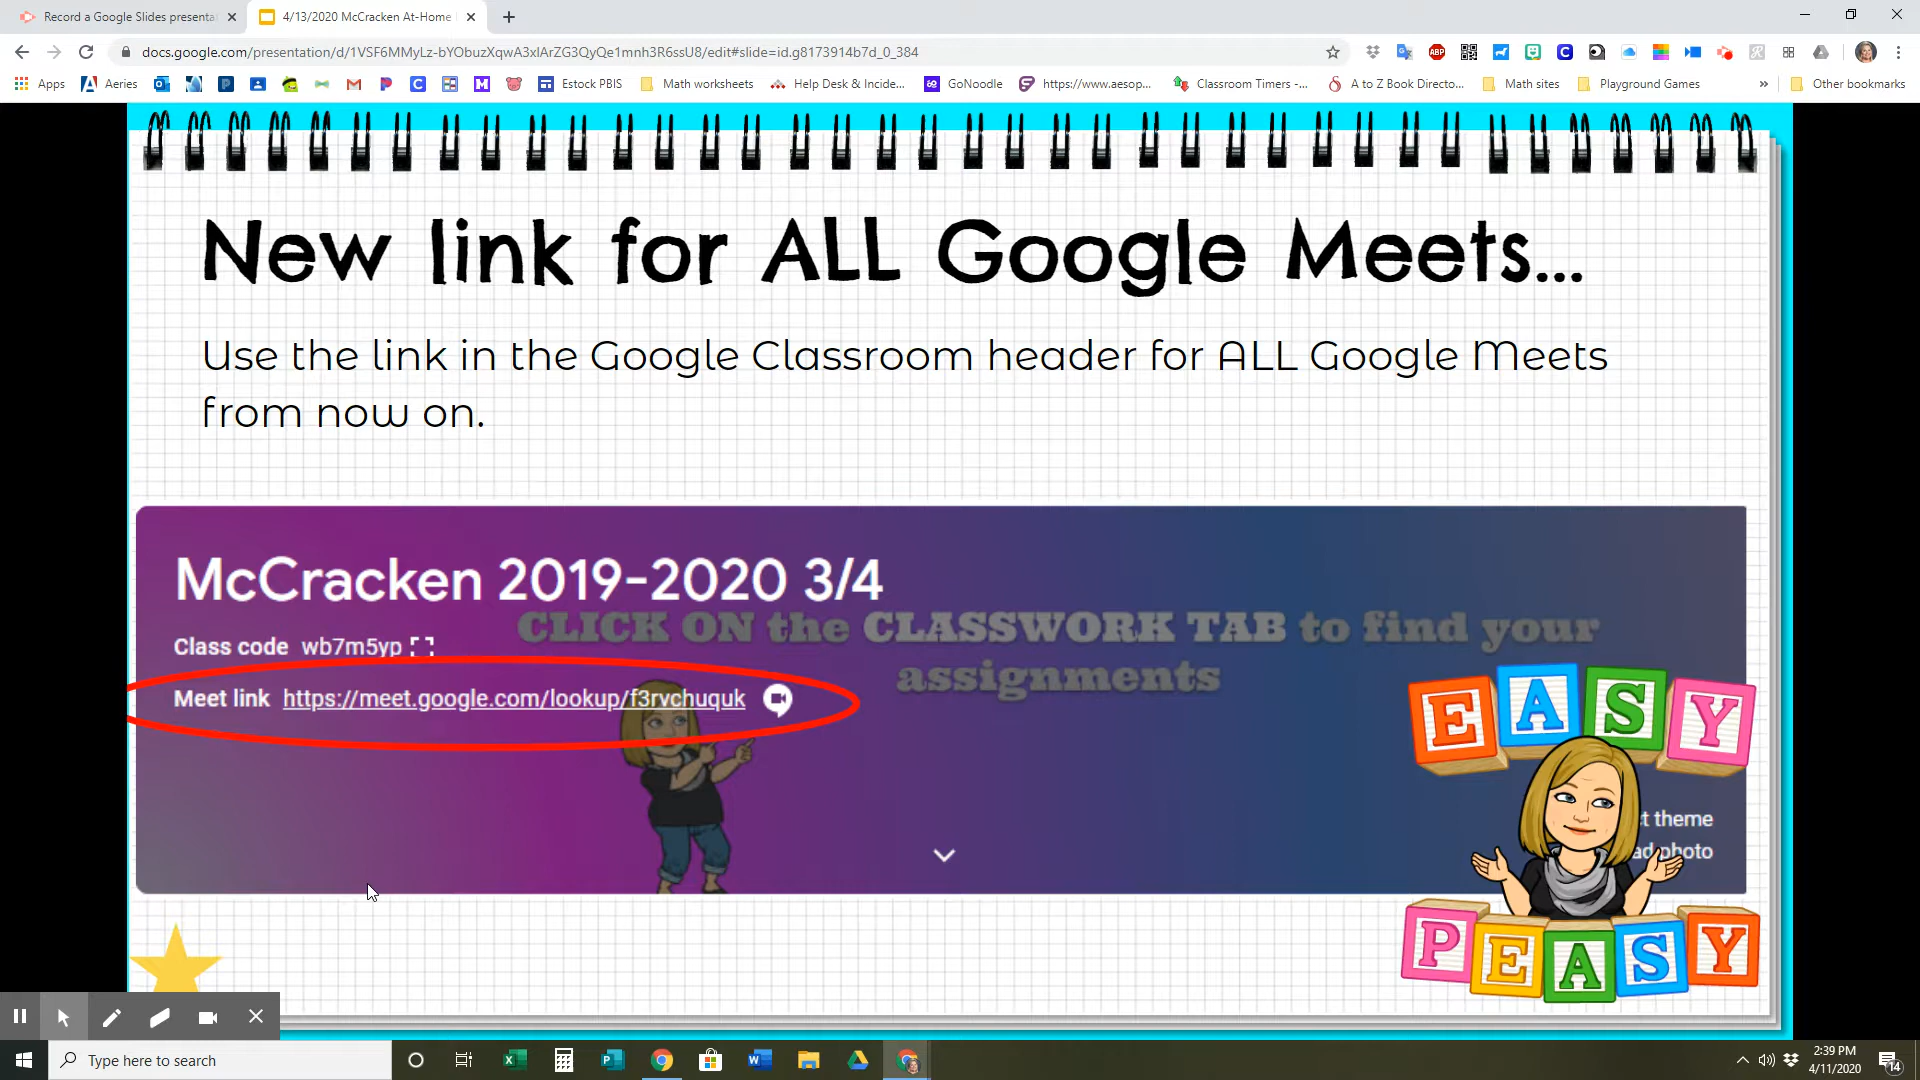 Record a Google Slides presenta
4/13/2020 McCracken At-Home
docs.google.com/presentation/d/1VSF6MMyLz-bYObuzXqwA3xlArZG3QyQe1mnh3R6ssU8/edit#slide=id.g8173914b7d_0_384
Apps
Aeries
Estock PBIS
Math worksheets
Help Desk & Incide...
GoNoodle
https://www.aesop...
Classroom Timers -...
A to Z Book Directo...
Math sites
Playground Games
»
Other bookmarks
New link for ALL Google Meets...
Use the link in the Google Classroom header for ALL Google Meets
from now on.
McCracken 2019-2020 3/4
CLICK ON the CLASSWORK TAB to find your
assignments
Class code wb7m5yp
Meet link https://meet.google.com/lookup/f3rvchuquk
EASY
ct theme
ad photo
PEASY
Type here to search
2:39 PM
4/11/2020
14